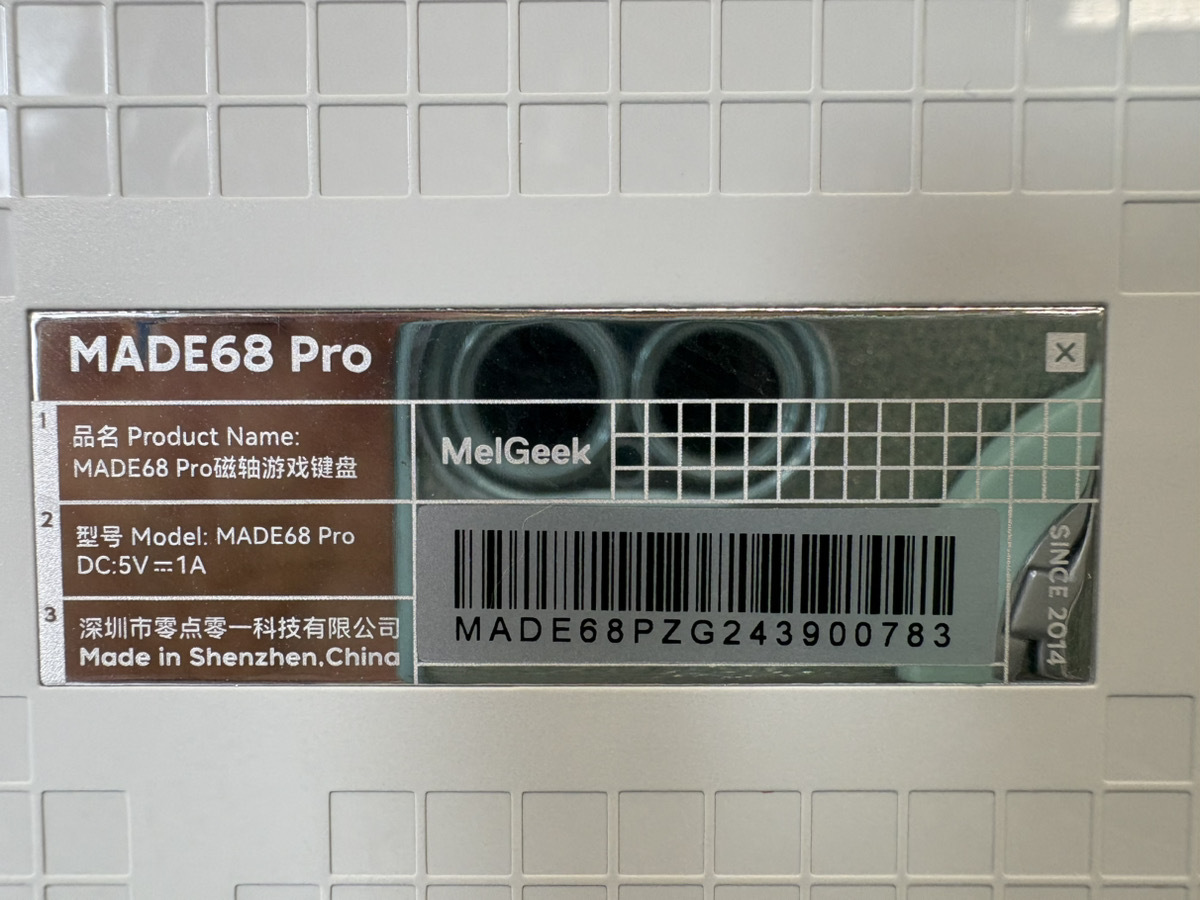 MADE68 Pro
1
品名 Product Name:
MADE68 Pro磁轴游戏键盘
MelGeek
2
型号 Model: MADE68 Pro
DC:5V⎓1A
MADE68PZG243900783
SINCE 2014
3
深圳市零点零一科技有限公司
Made in Shenzhen,China